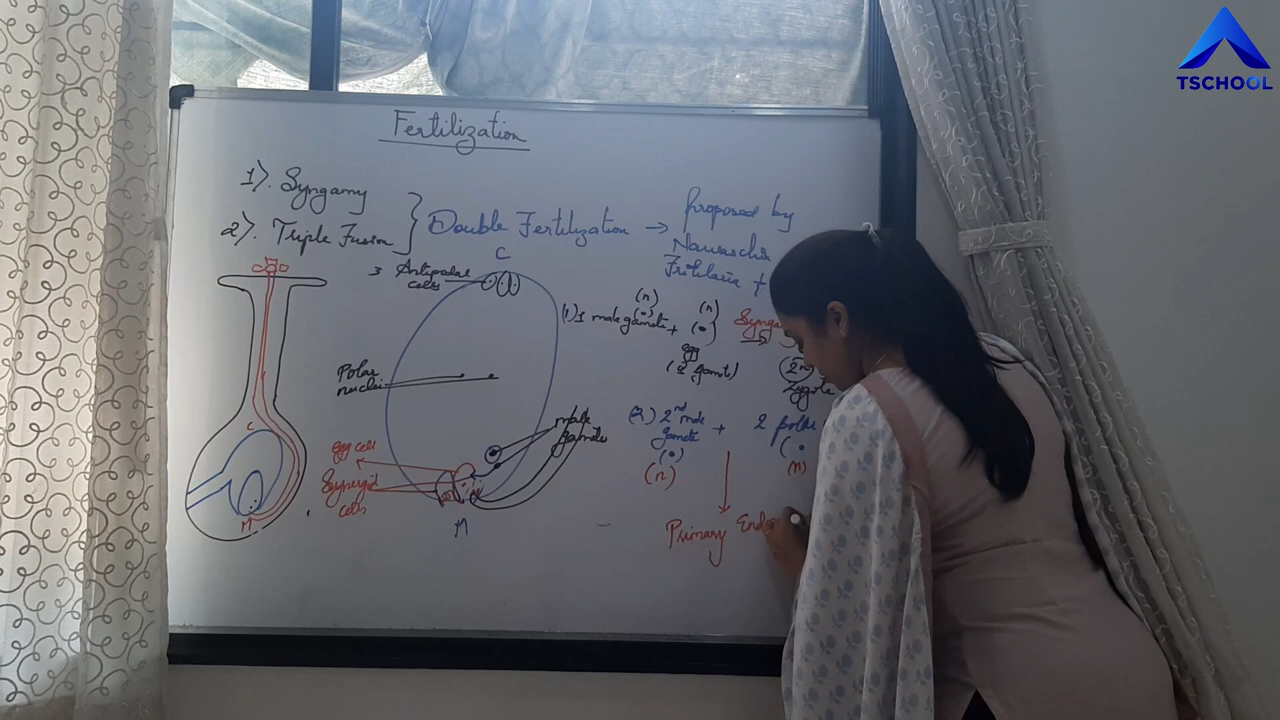 TSCHOOL
Fertilization
1). Syngamy
2). Triple Fusion
Double Fertilization →
Proposed by
Nawaschin
Fritillaria +
C
3 Antipodal
cells
Polar
nuclei
egg cell
Synergid
cells
male
gamete
M
C
M
(n) (n)
(1) 1 male gamete +
egg
(♀ gamete)
Synga
(2n)
Zygote
(2) 2nd male
gamete
+ 2 polar
(n) (n)
Primary Endo